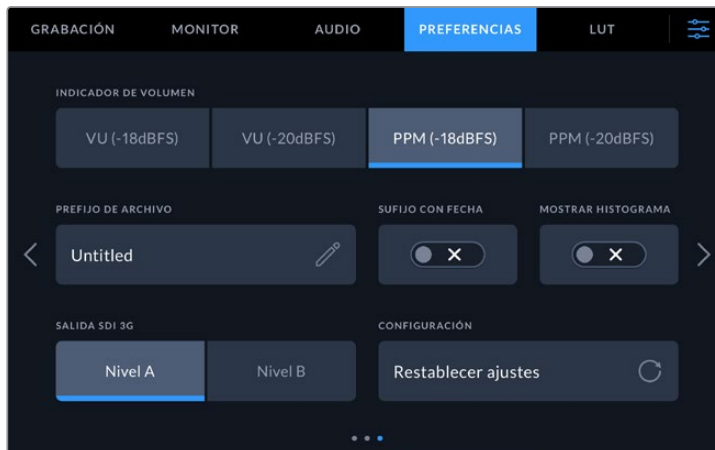 GRABACIÓN MONITOR AUDIO PREFERENCIAS LUT
INDICADOR DE VOLUMEN
VU (-18dBFS) VU (-20dBFS) PPM (-18dBFS) PPM (-20dBFS)
PREFIJO DE ARCHIVO SUFIJO CON FECHA MOSTRAR HISTOGRAMA
Untitled
SALIDA SDI 3G CONFIGURACIÓN
Nivel A Nivel B Restablecer ajustes